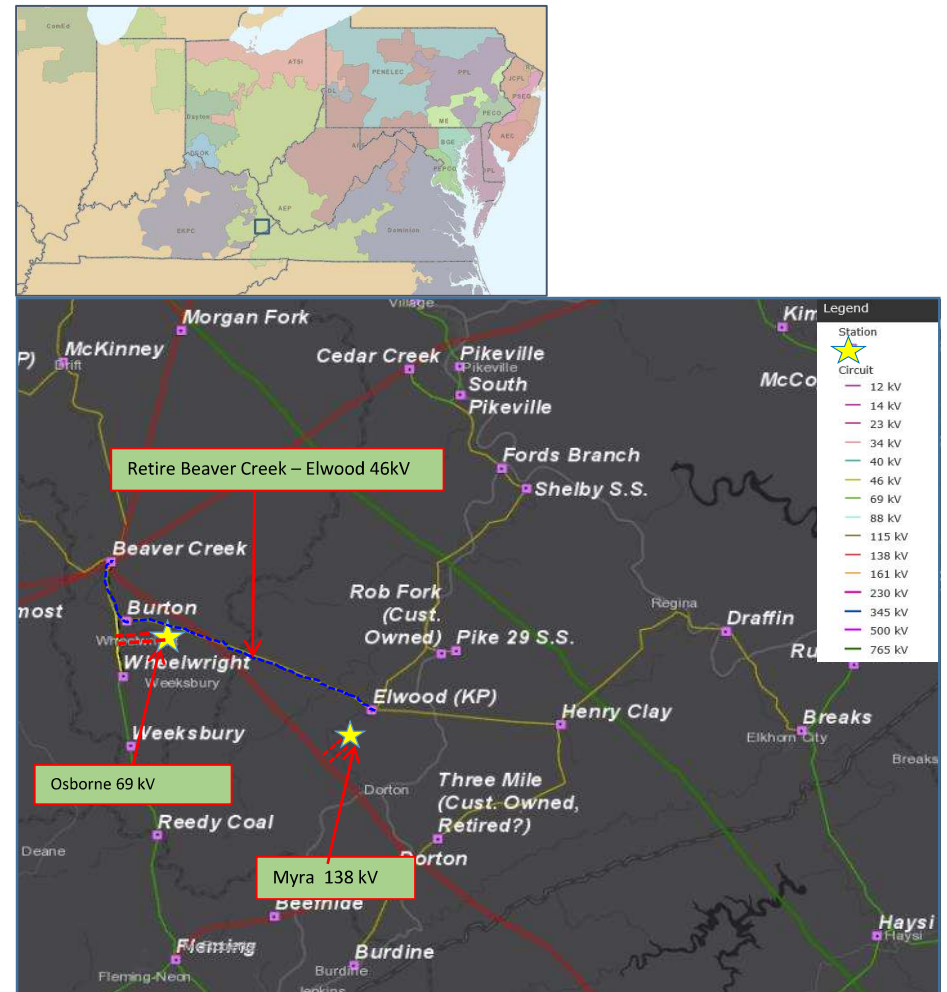 ComEd
ATSI
PENELEC
PPL
JCPL
PSEG
DL
Dayton
ME
PECO
AEC
BGE
PEPCO
DPL
DEOK
AEP
EKPC
Dominion
Village
Morgan Fork
McKinney
P)
Drift
Cedar Creek
Pikeville
Pikeville
South
Pikeville
Kim
McCo
Legend
Station
Circuit
12 kV
14 kV
23 kV
34 kV
40 kV
46 kV
69 kV
88 kV
115 kV
138 kV
161 kV
230 kV
345 kV
500 kV
765 kV
Retire Beaver Creek – Elwood 46kV
Fords Branch
Shelby S.S.
Beaver Creek
Rob Fork
(Cust.
Owned)
Pike 29 S.S.
Regina
Draffin
Ru
most
Burton
Wheelwright
Weeksbury
Elwood (KP)
Henry Clay
Breaks
Elkhorn City
Breaks
Weeksbury
Osborne 69 kV
Dorton
Three Mile
(Cust. Owned,
Retired?)
Reedy Coal
Deane
Dorton
Myra 138 kV
Beefhide
Haysi
Haysi
Fleming
Fleming-Neon
Burdine
Burdine
Jenkins